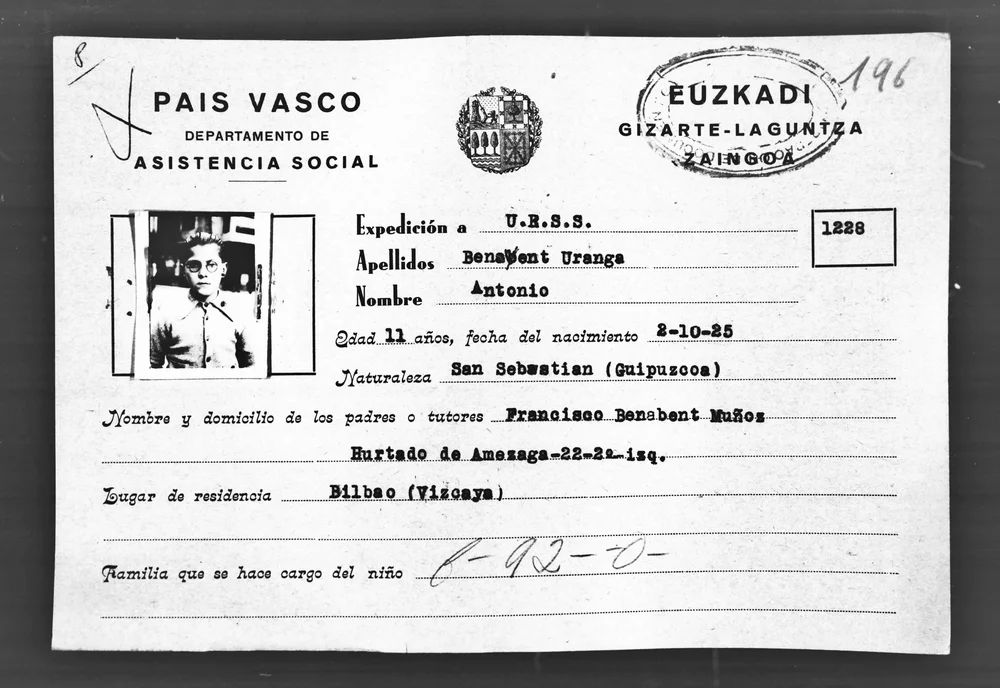 8
196
PAIS VASCO
DEPARTAMENTO DE
ASISTENCIA SOCIAL
EUZKADI
GIZARTE-LAGUNTZA
ZAINGOA
Expedición a U.R.S.S.
1228
Apellidos Benabent Uranga
Nombre Antonio
Edad 11 años, fecha del nacimiento 2-10-25
Naturaleza San Sebastian (Guipuzcoa)
Nombre y domicilio de los padres o tutores Francisco Benabent Muñoz
Hurtado de Amezaga-22-2º-izq.
Lugar de residencia Bilbao (Vizcaya)
Familia que se hace cargo del niño